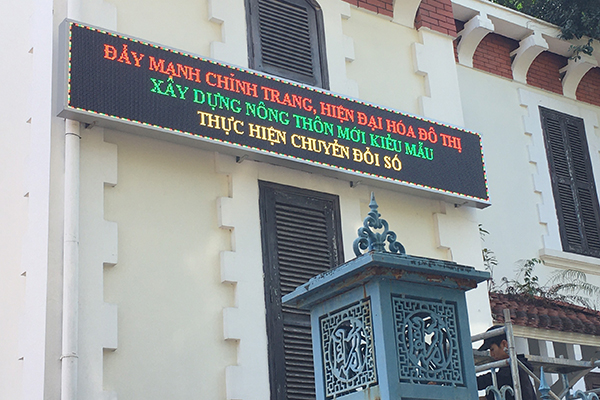 ĐẨY MẠNH CHỈNH TRANG, HIỆN ĐẠI HÓA ĐÔ THỊ
XÂY DỰNG NÔNG THÔN MỚI KIỂU MẪU
THỰC HIỆN CHUYỂN ĐỔI SỐ